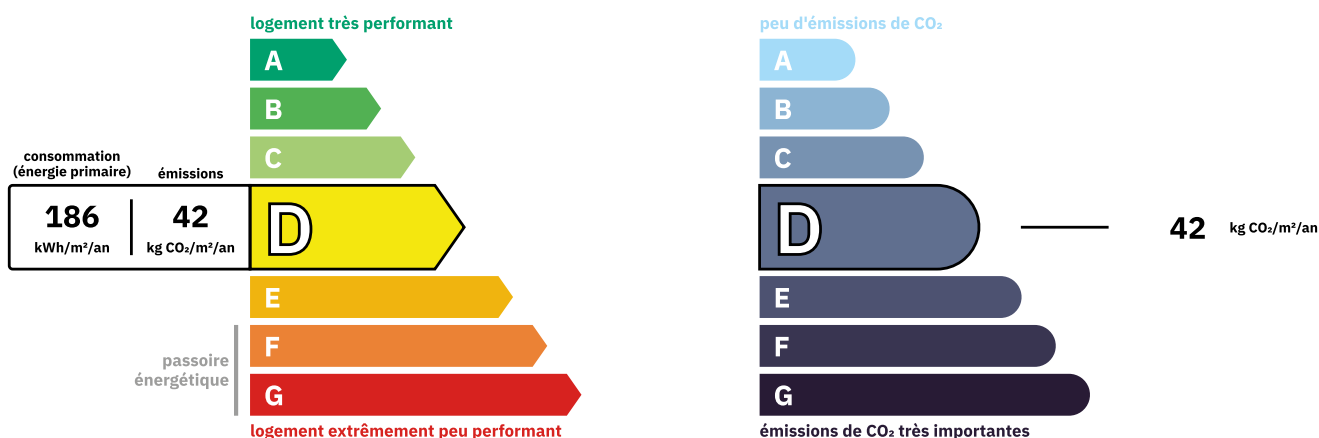 logement très performant
A
B
C
consommation
(énergie primaire)
émissions
186
kWh/m²/an
42
kg CO₂/m²/an
D
E
F
G
passoire
énergétique
logement extrêmement peu performant
peu d'émissions de CO₂
A
B
C
D
42 kg CO₂/m²/an
E
F
G
émissions de CO₂ très importantes